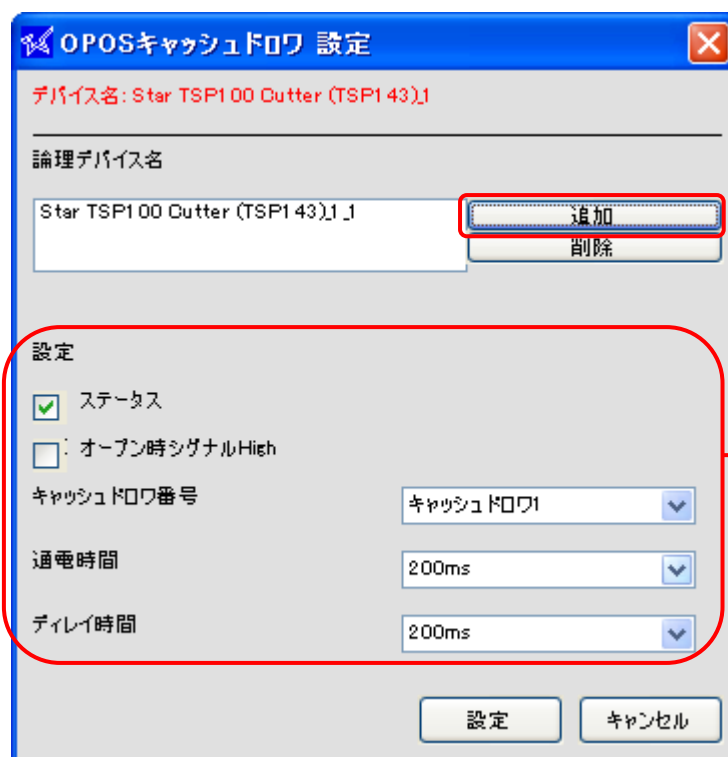 OPOSキャッシュドロワ 設定
デバイス名: Star TSP100 Cutter (TSP143)_1
論理デバイス名
Star TSP100 Cutter (TSP143)_1_1
追加
削除
設定
ステータス
オープン時シグナルHigh
キャッシュドロワ番号
キャッシュドロワ1
通電時間
200ms
ディレイ時間
200ms
設定
キャンセル